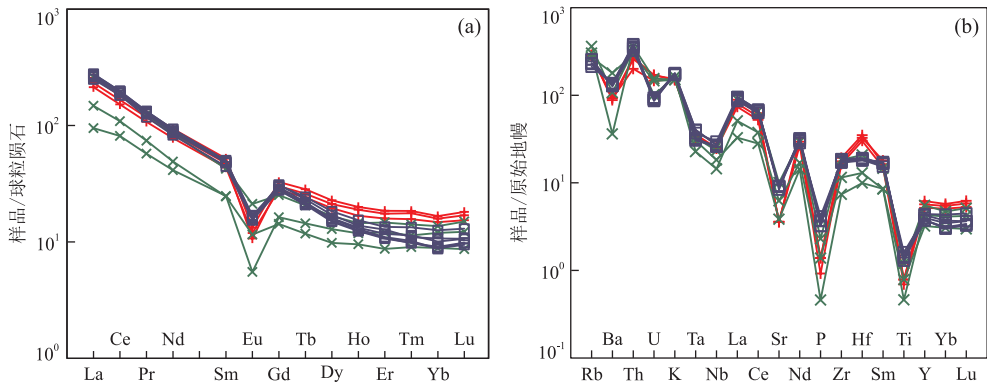 (a)
样品/球粒陨石
10³
10²
10¹
10⁰
Ce Nd Eu Tb Ho Tm Lu
La Pr Sm Gd Dy Er Yb
(b)
样品/原始地幔
10³
10²
10¹
10⁰
10⁻¹
Ba U Ta La Sr P Hf Ti Yb
Rb Th K Nb Ce Nd Zr Sm Y Lu